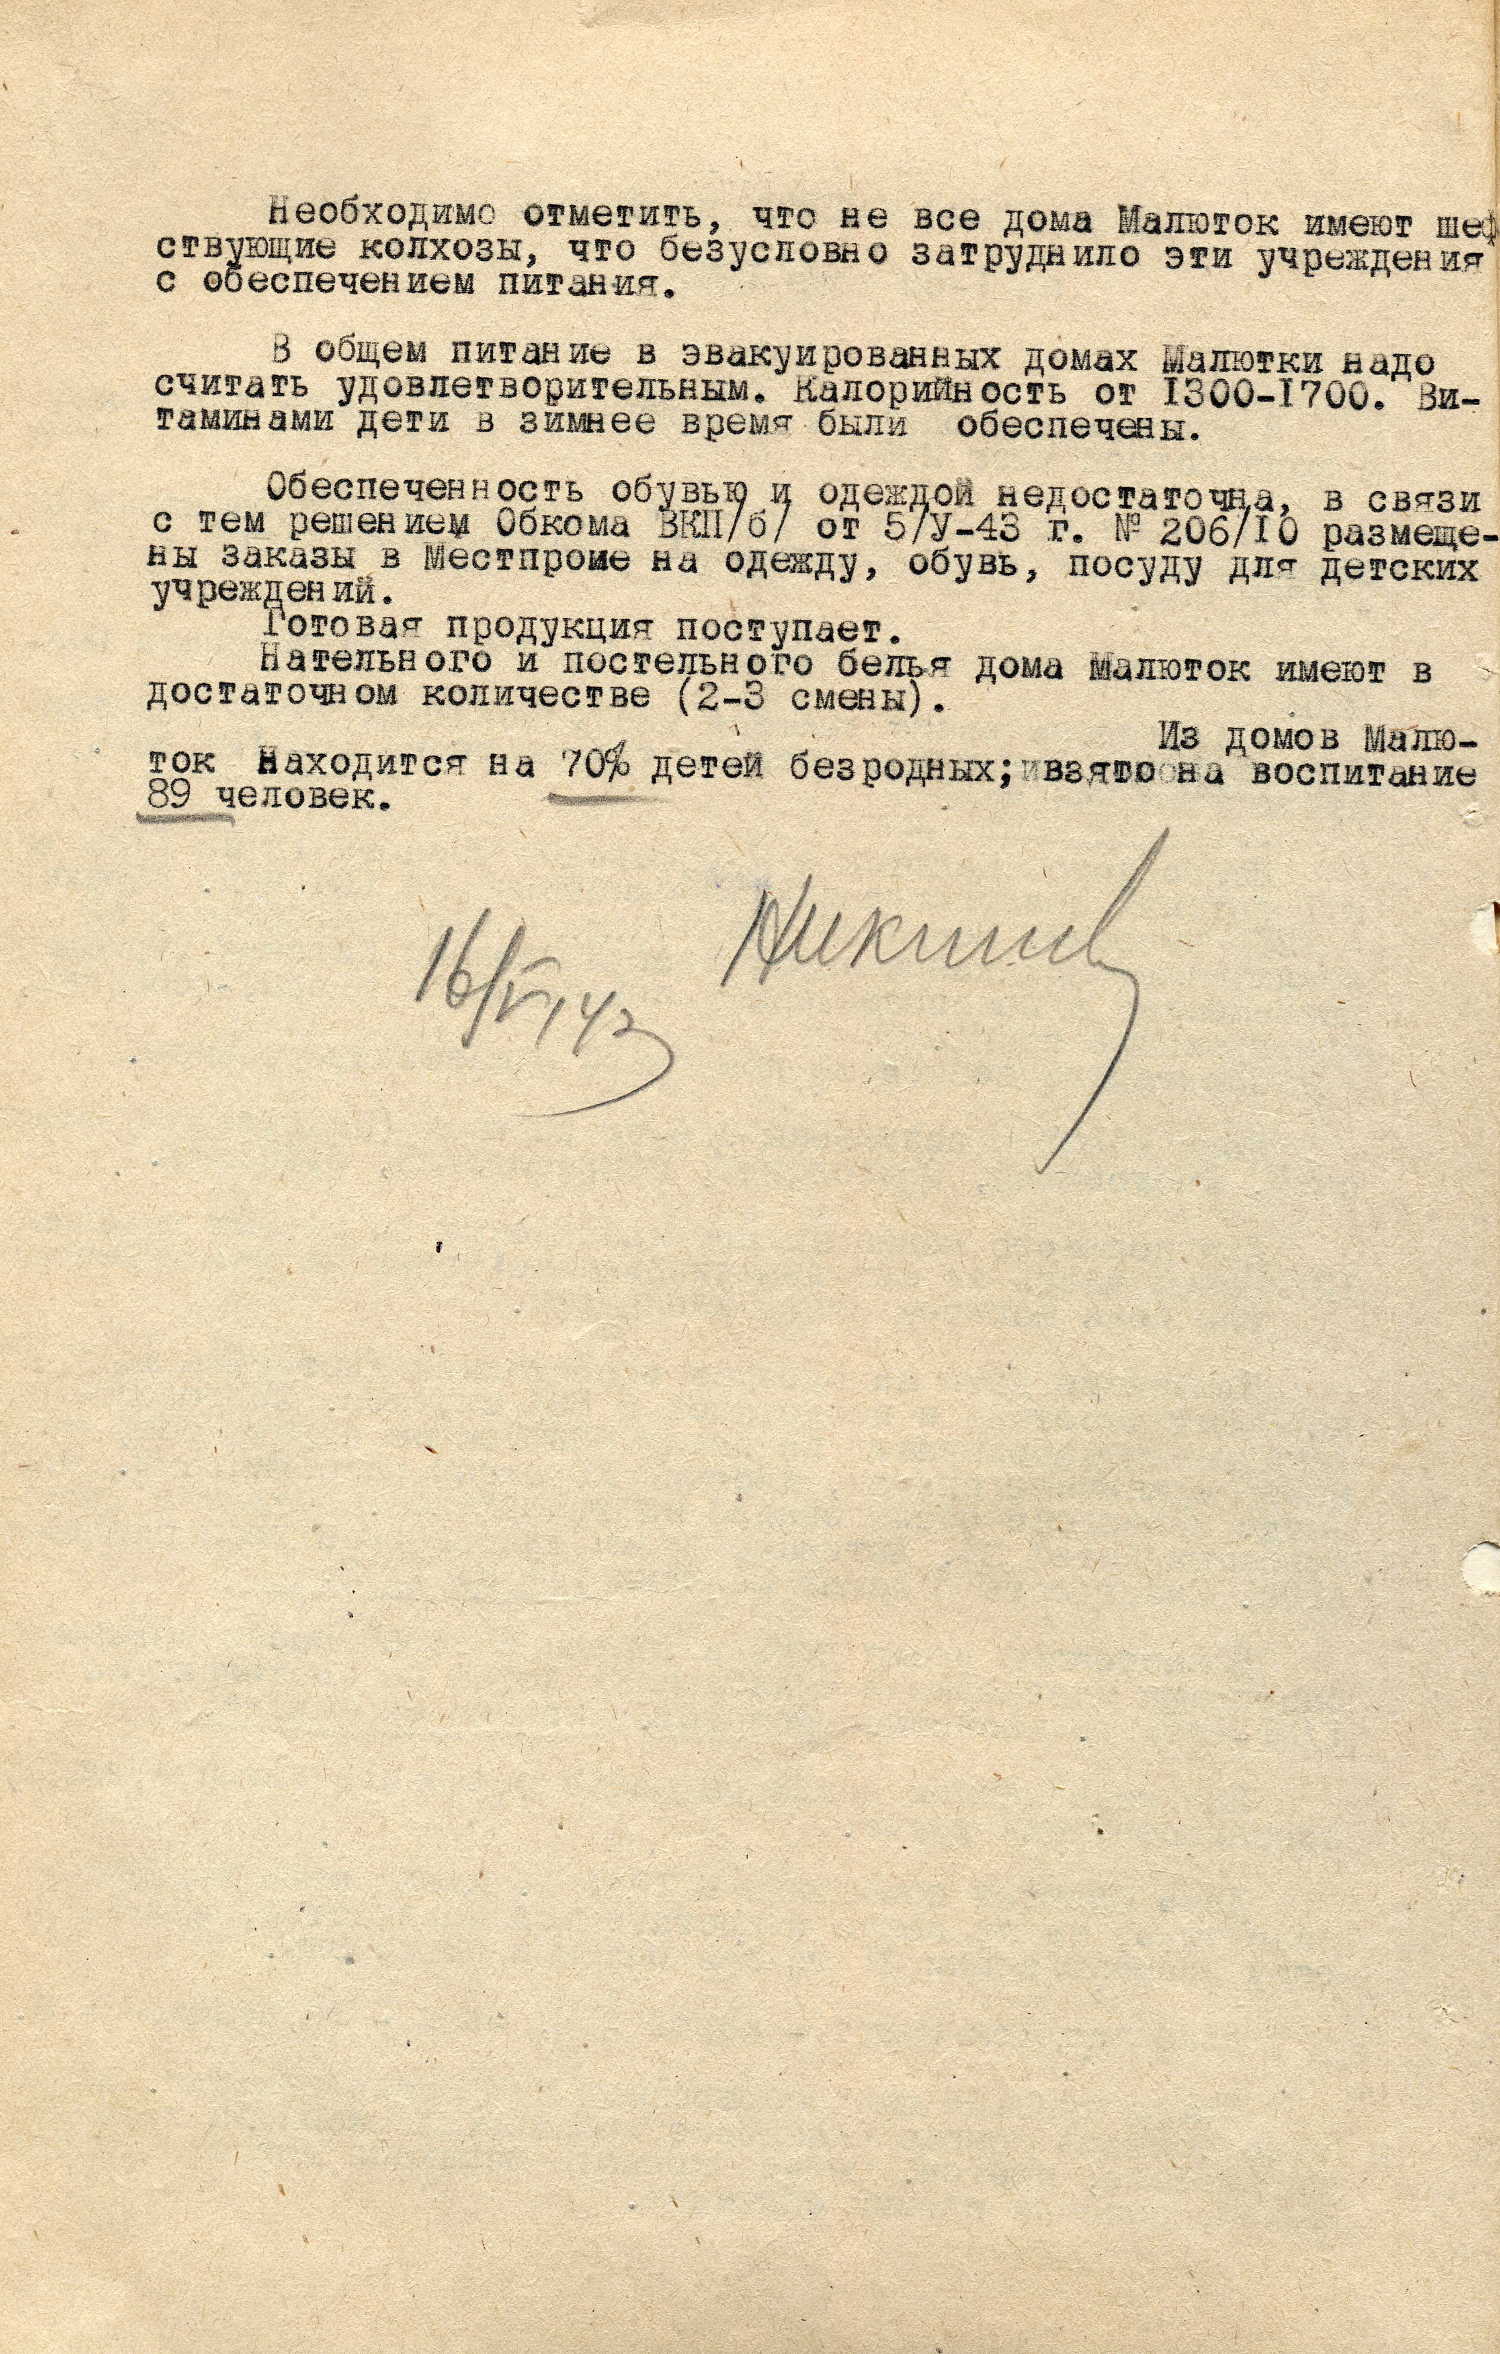 Необходимо отметить, что не все дома Малюток имеют шеф
ствующие колхозы, что безусловно затруднило эти учреждения
с обеспечением питания.
В общем питание в эвакуированных домах Малютки надо
считать удовлетворительным. Калорийность от 1300-1700. Ви-
таминами дети в зимнее время были обеспечены.
Обеспеченность обувью и одеждой недостаточна, в связи
с тем решением Обкома ВКП/б/ от 5/У-43 г. № 206/10 размеще-
ны заказы в Местпроме на одежду, обувь, посуду для детских
учреждений.
Готовая продукция поступает.
Нательного и постельного белья дома Малюток имеют в
достаточном количестве (2-3 смены).
Из домов Малю-
ток находится на 70% детей безродных; взято на воспитание
89 человек.
16/V 43